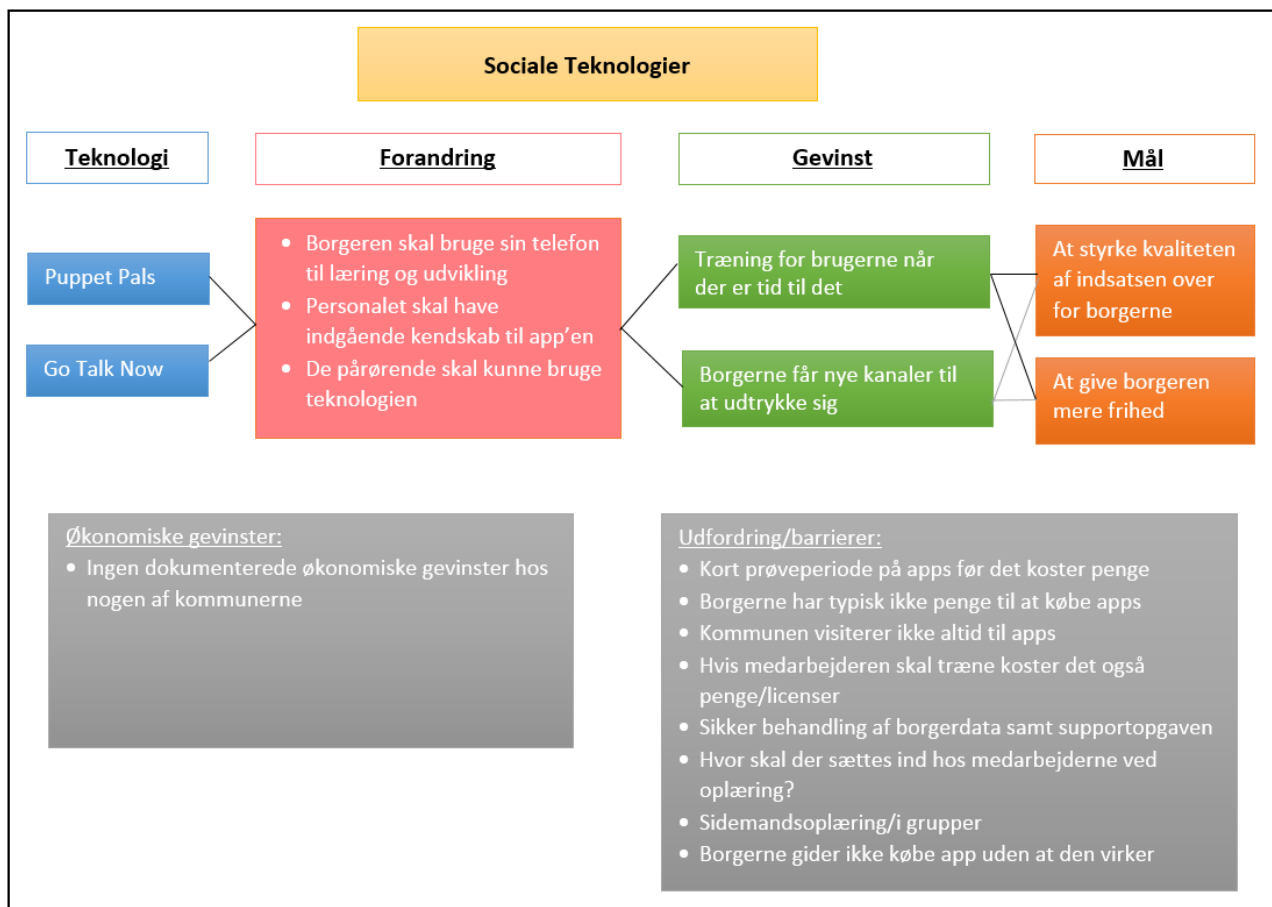 Sociale Teknologier
Teknologi
Forandring
Gevinst
Mål
Puppet Pals
Go Talk Now
• Borgeren skal bruge sin telefon
til læring og udvikling
• Personalet skal have
indgående kendskab til app'en
• De pårørende skal kunne bruge
teknologien
Træning for brugerne når
der er tid til det
Borgerne får nye kanaler til
at udtrykke sig
At styrke kvaliteten
af indsatsen over
for borgerne
At give borgeren
mere frihed
Økonomiske gevinster:
• Ingen dokumenterede økonomiske gevinster hos
nogen af kommunerne
Udfordring/barrierer:
• Kort prøveperiode på apps før det koster penge
• Borgerne har typisk ikke penge til at købe apps
• Kommunen visiterer ikke altid til apps
• Hvis medarbejderen skal træne koster det også
penge/licenser
• Sikker behandling af borgerdata samt supportopgaven
• Hvor skal der sættes ind hos medarbejderne ved
oplæring?
• Sidemandsoplæring/i grupper
• Borgerne gider ikke købe app uden at den virker